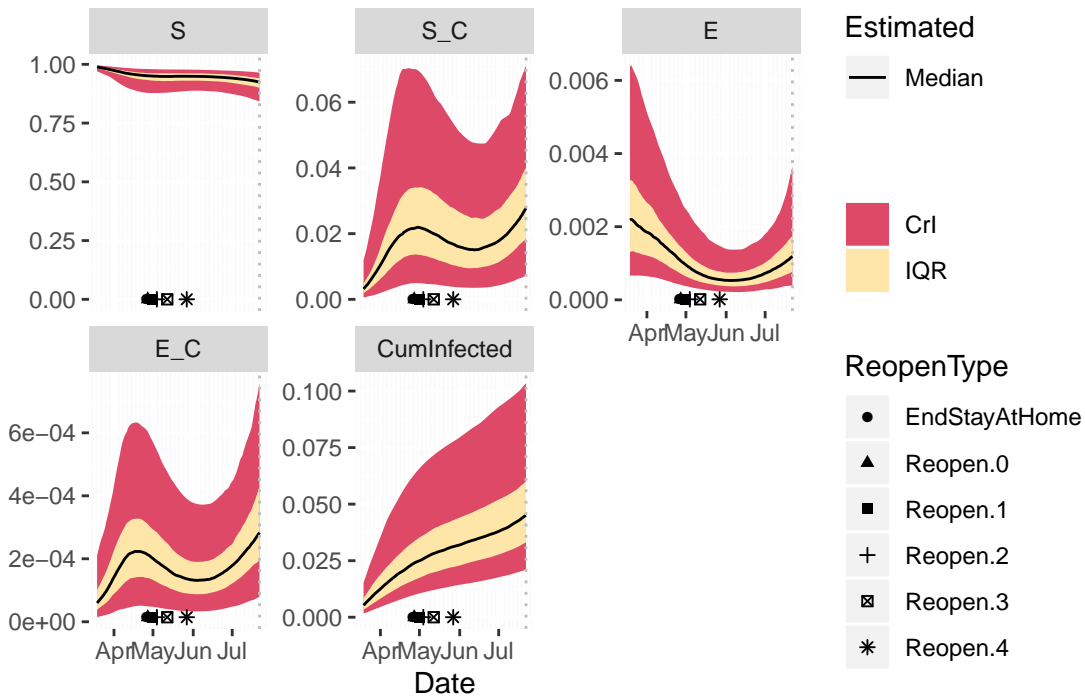 S
S_C
E
1.00
0.75
0.50
0.25
0.00
0.06
0.04
0.02
0.00
0.006
0.004
0.002
0.000
Apr May Jun Jul
E_C
CumInfected
6e−04
4e−04
2e−04
0e+00
Apr May Jun Jul
0.100
0.075
0.050
0.025
0.000
Apr May Jun Jul
Date
Estimated
Median
CrI
IQR
ReopenType
EndStayAtHome
Reopen.0
Reopen.1
Reopen.2
Reopen.3
Reopen.4